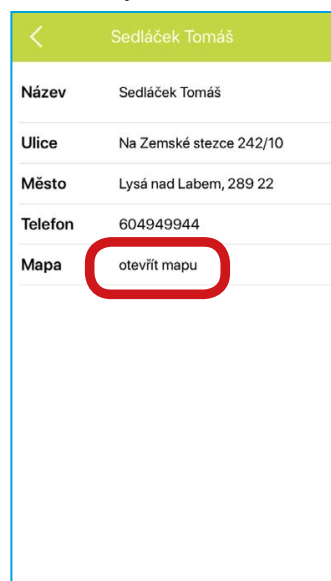 Sedláček Tomáš
Název Sedláček Tomáš
Ulice Na Zemské stezce 242/10
Město Lysá nad Labem, 289 22
Telefon 604949944
Mapa otevřít mapu